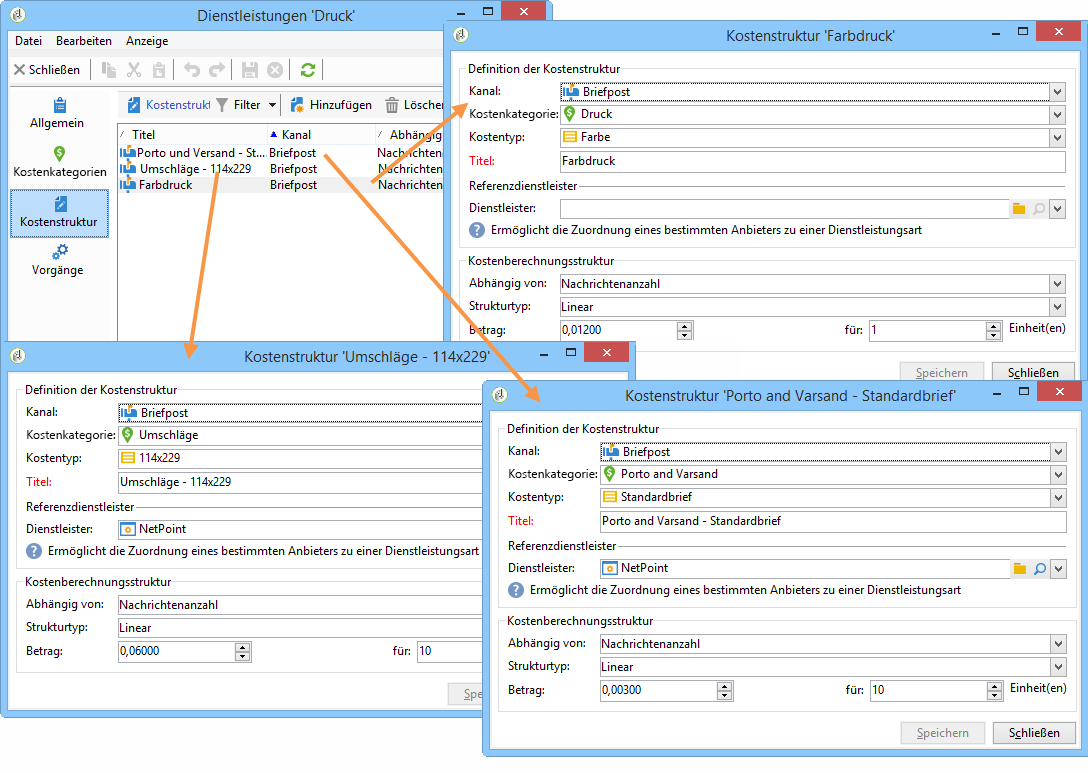 Dienstleistungen 'Druck'
Datei Bearbeiten Anzeige
Schließen
Allgemein
Kostenkategorien
Kostenstruktur
Vorgänge
Kostenstrukt Filter Hinzufügen Löschen
Titel Kanal Abhängig
Porto und Versand - St... Briefpost Nachrichten
Umschläge - 114x229 Briefpost Nachrichten
Farbdruck Briefpost Nachrichten
Kostenstruktur 'Farbdruck'
Definition der Kostenstruktur
Kanal: Briefpost
Kostenkategorie: Druck
Kostentyp: Farbe
Titel: Farbdruck
Referenzdienstleister
Dienstleister:
Ermöglicht die Zuordnung eines bestimmten Anbieters zu einer Dienstleistungsart
Kostenberechnungsstruktur
Abhängig von: Nachrichtenanzahl
Strukturtyp: Linear
Betrag: 0,01200 für: 1 Einheit(en)
Speichern Schließen
Kostenstruktur 'Umschläge - 114x229'
Definition der Kostenstruktur
Kanal: Briefpost
Kostenkategorie: Umschläge
Kostentyp: 114x229
Titel: Umschläge - 114x229
Referenzdienstleister
Dienstleister: NetPoint
Ermöglicht die Zuordnung eines bestimmten Anbieters zu einer Dienstleistungsart
Kostenberechnungsstruktur
Abhängig von: Nachrichtenanzahl
Strukturtyp: Linear
Betrag: 0,06000 für: 10
Spe
Kostenstruktur 'Porto and Varsand - Standardbrief'
Definition der Kostenstruktur
Kanal: Briefpost
Kostenkategorie: Porto and Varsand
Kostentyp: Standardbrief
Titel: Porto and Varsand - Standardbrief
Referenzdienstleister
Dienstleister: NetPoint
Ermöglicht die Zuordnung eines bestimmten Anbieters zu einer Dienstleistungsart
Kostenberechnungsstruktur
Abhängig von: Nachrichtenanzahl
Strukturtyp: Linear
Betrag: 0,00300 für: 10 Einheit(en)
Speichern Schließen